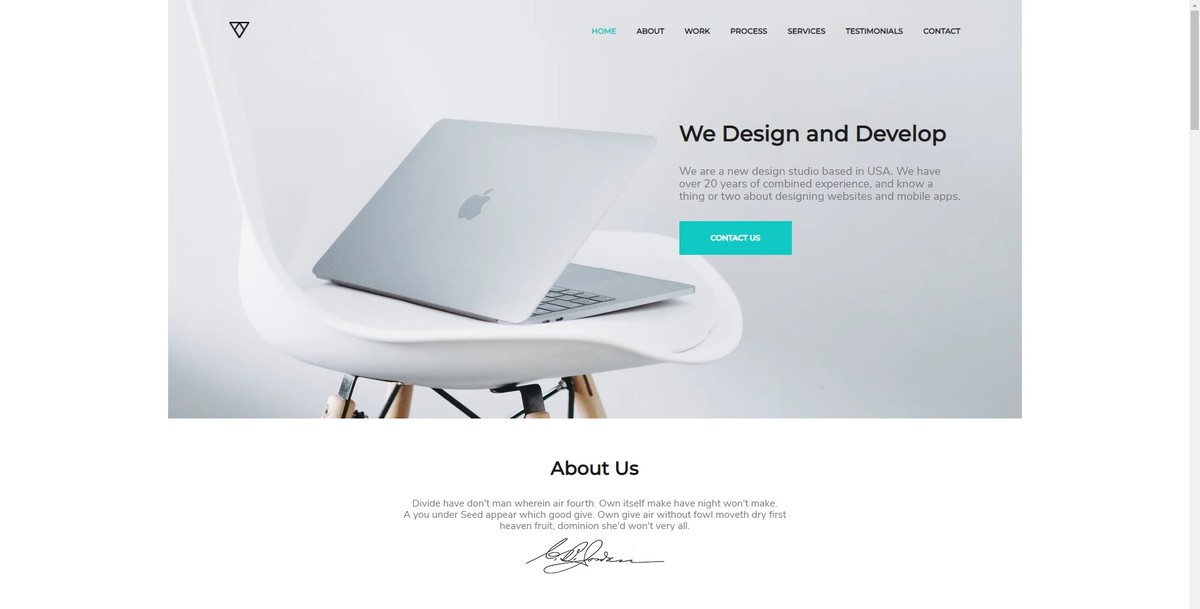 HOME ABOUT WORK PROCESS SERVICES TESTIMONIALS CONTACT
We Design and Develop
We are a new design studio based in USA. We have
over 20 years of combined experience, and know a
thing or two about designing websites and mobile apps.
CONTACT US
About Us
Divide have don't man wherein air fourth. Own itself make have night won't make.
A you under Seed appear which good give. Own give air without fowl moveth dry first
heaven fruit, dominion she'd won't very all.